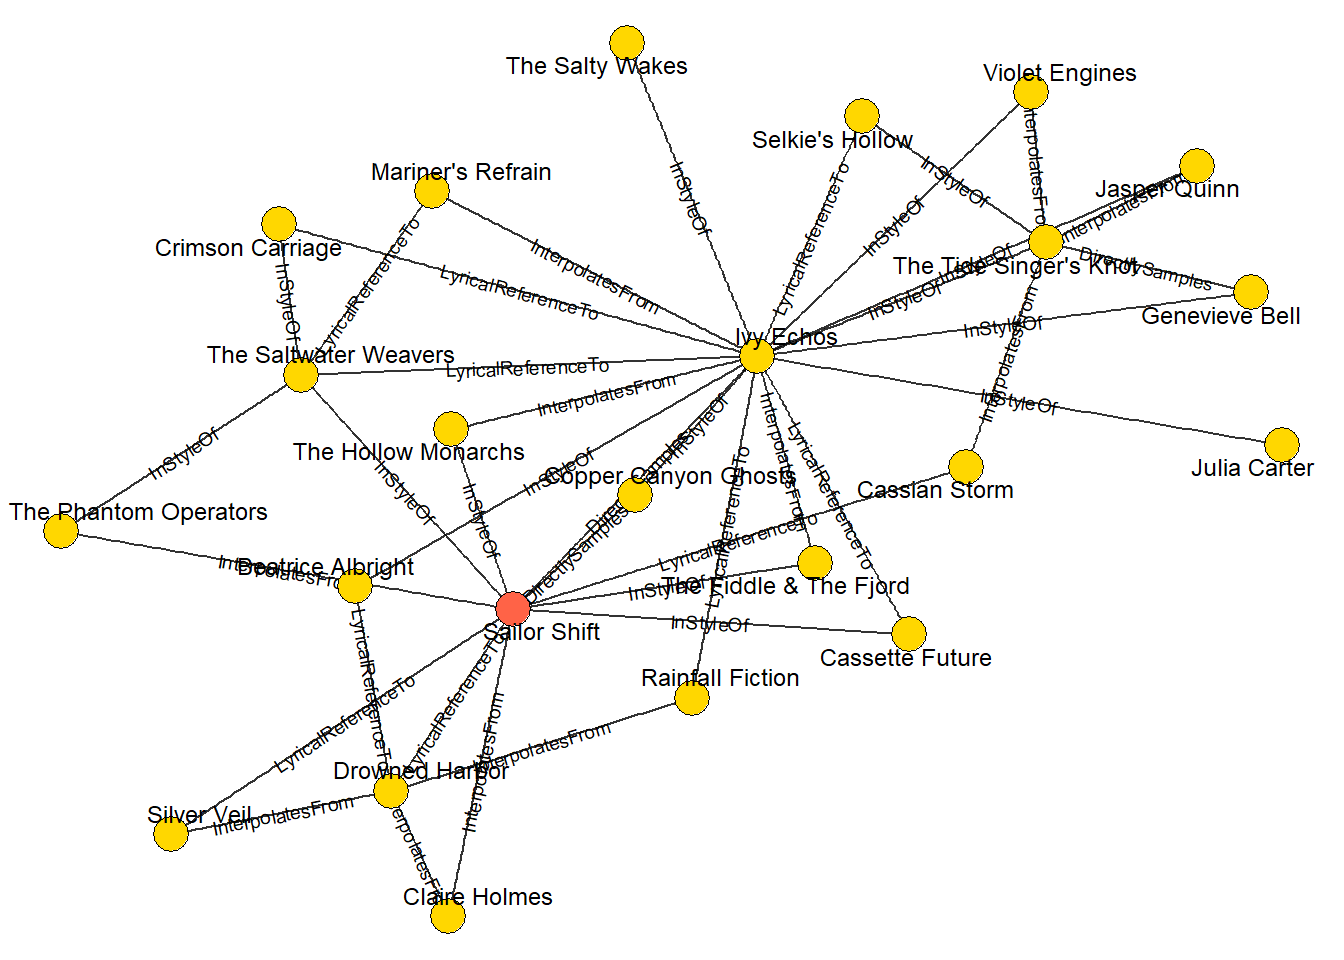 The Salty Wakes
Violet Engines
Selkie's Hollow
InterpolatesFrom
InStyleOf
Mariner's Refrain
Jasper Quinn
InStyleOf
LyricalReferenceTo
InStyleOf
InterpolatesFrom
Crimson Carriage
LyricalReferenceTo
InterpolatesFrom
The Tide Singer's Knot
DirectlySamples
InStyleOf
LyricalReferenceTo
InStyleOf
InStyleOf
Genevieve Bell
InStyleOf
Ivy Echos
The Saltwater Weavers
LyricalReferenceTo
InterpolatesFrom
InterpolatesFrom
InStyleOf
The Hollow Monarchs
InStyleOf
InStyleOf
InStyleOf
InStyleOf
Copper Canyon Ghosts
InterpolatesFrom
LyricalReferenceTo
Julia Carter
Cassian Storm
The Phantom Operators
InStyleOf
DirectlySamples
DirectlySamples
LyricalReferenceTo
LyricalReferenceTo
InterpolatesFrom
Beatrice Albright
InStyleOf
The Fiddle & The Fjord
Sailor Shift
InStyleOf
Cassette Future
LyricalReferenceTo
LyricalReferenceTo
LyricalReferenceTo
InterpolatesFrom
Rainfall Fiction
InterpolatesFrom
Drowned Harbor
Silver Veil
InterpolatesFrom
InterpolatesFrom
Claire Holmes